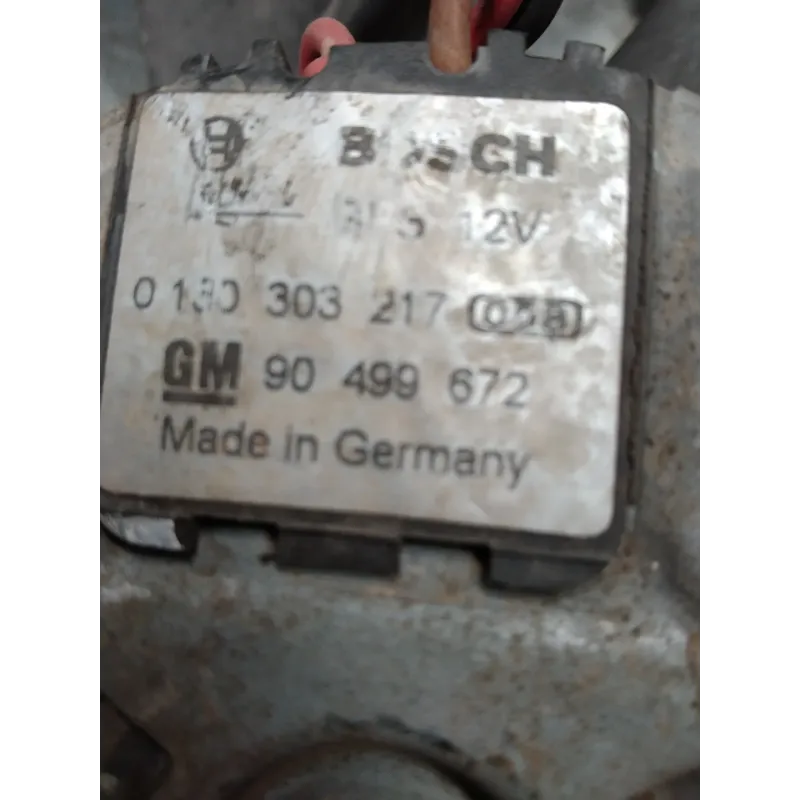 BOSCH
12V
0 130 303 217
GM 90 499 672
Made in Germany